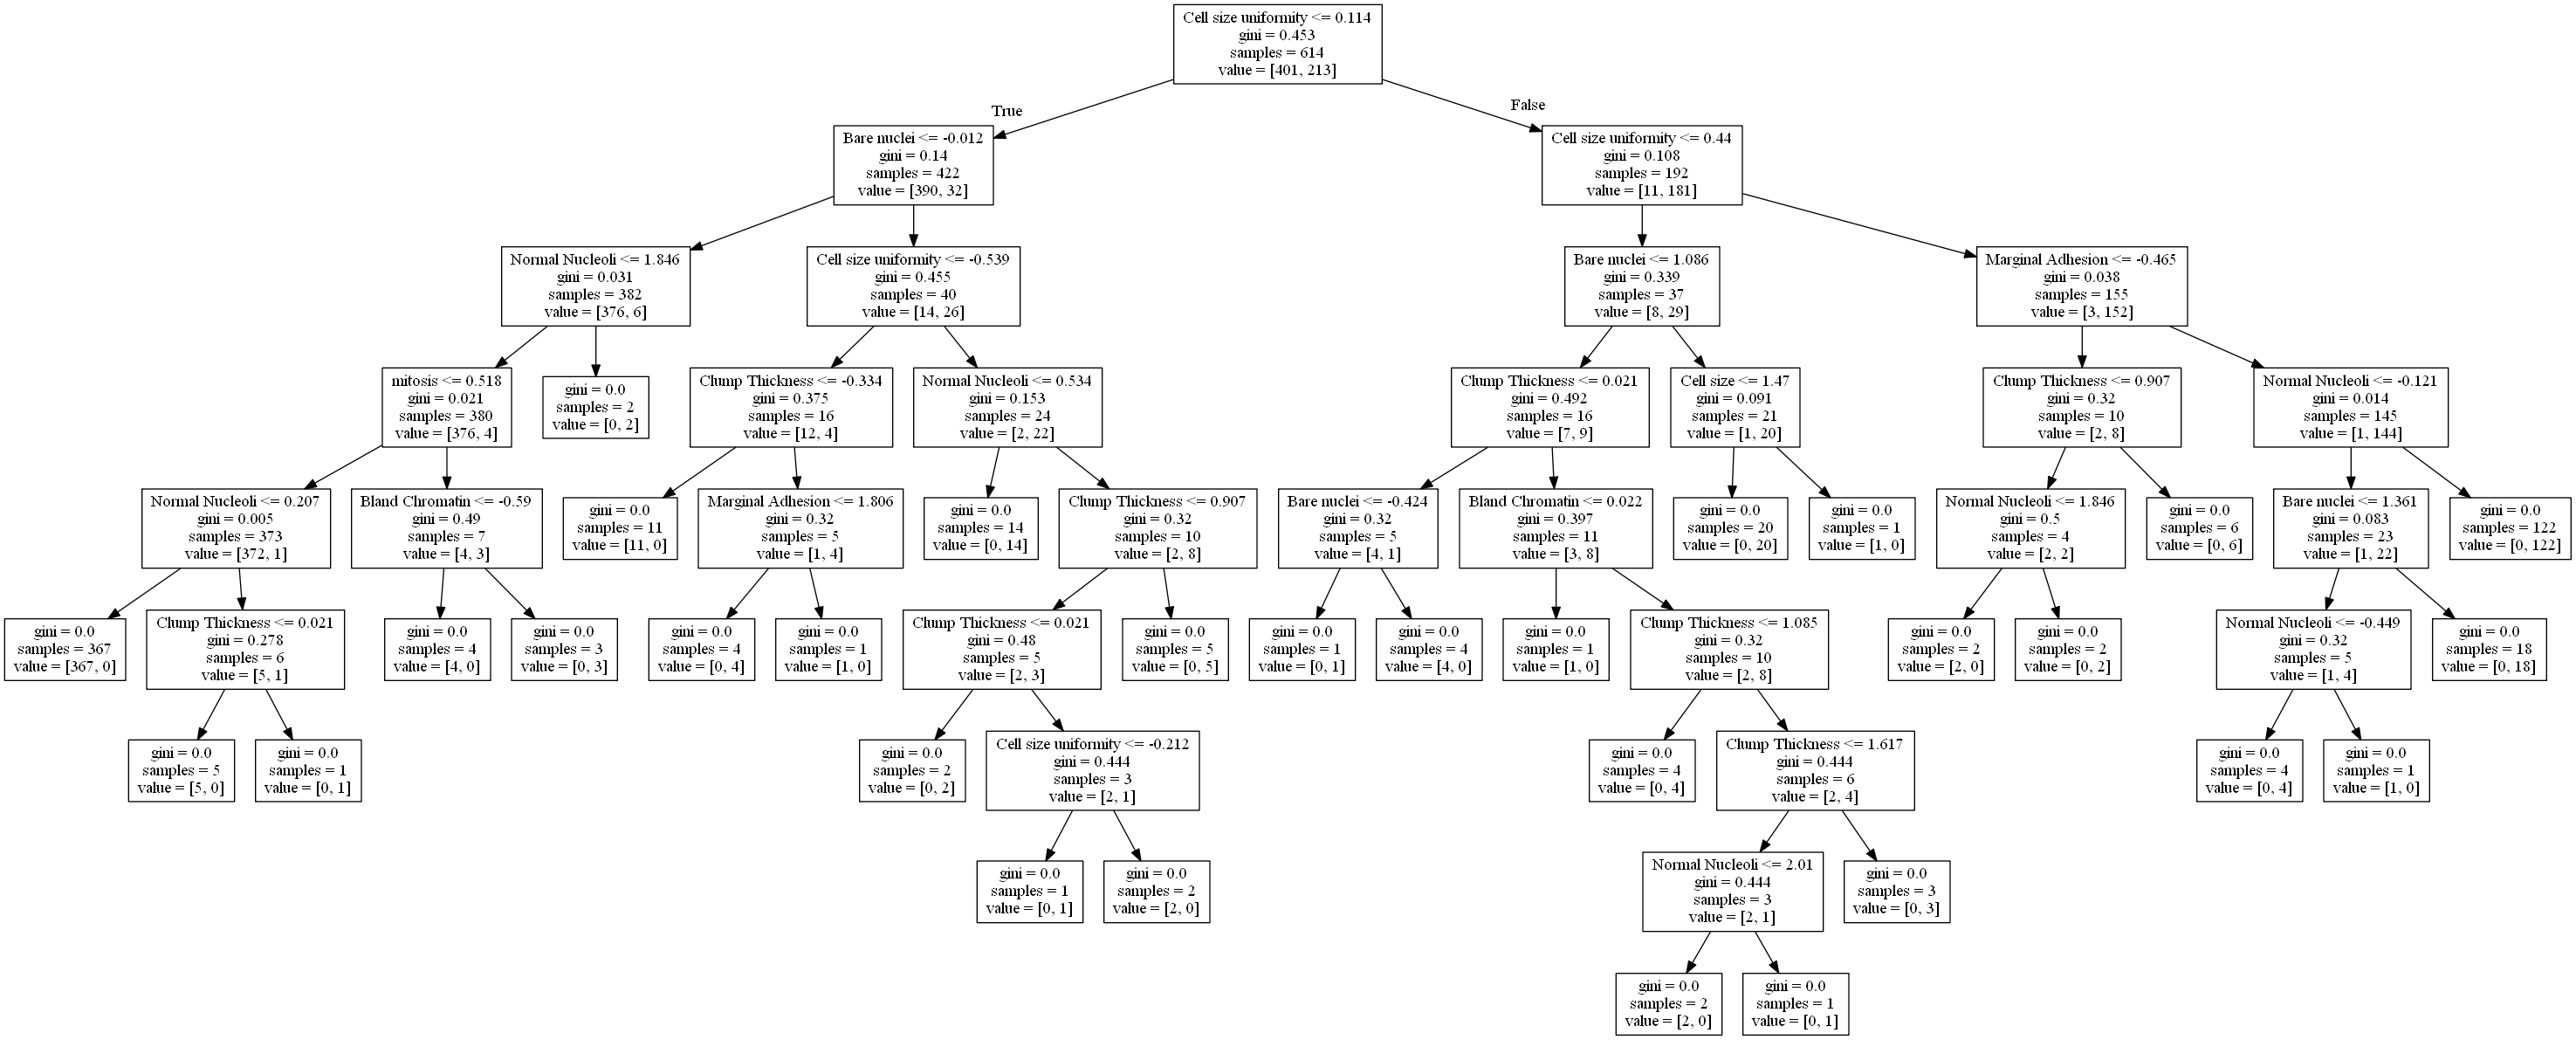 Cell size uniformity <= 0.114
gini = 0.453
samples = 614
value = [401, 213]
True
False
Bare nuclei <= -0.012
gini = 0.14
samples = 422
value = [390, 32]
Cell size uniformity <= 0.44
gini = 0.108
samples = 192
value = [11, 181]
Normal Nucleoli <= 1.846
gini = 0.031
samples = 382
value = [376, 6]
Cell size uniformity <= -0.539
gini = 0.455
samples = 40
value = [14, 26]
Bare nuclei <= 1.086
gini = 0.339
samples = 37
value = [8, 29]
Marginal Adhesion <= -0.465
gini = 0.038
samples = 155
value = [3, 152]
mitosis <= 0.518
gini = 0.021
samples = 380
value = [376, 4]
gini = 0.0
samples = 2
value = [0, 2]
Clump Thickness <= -0.334
gini = 0.375
samples = 16
value = [12, 4]
Normal Nucleoli <= 0.534
gini = 0.153
samples = 24
value = [2, 22]
Clump Thickness <= 0.021
gini = 0.492
samples = 16
value = [7, 9]
Cell size <= 1.47
gini = 0.091
samples = 21
value = [1, 20]
Clump Thickness <= 0.907
gini = 0.32
samples = 10
value = [2, 8]
Normal Nucleoli <= -0.121
gini = 0.014
samples = 145
value = [1, 144]
Normal Nucleoli <= 0.207
gini = 0.005
samples = 373
value = [372, 1]
Bland Chromatin <= -0.59
gini = 0.49
samples = 7
value = [4, 3]
gini = 0.0
samples = 11
value = [11, 0]
Marginal Adhesion <= 1.806
gini = 0.32
samples = 5
value = [1, 4]
gini = 0.0
samples = 14
value = [0, 14]
Clump Thickness <= 0.907
gini = 0.32
samples = 10
value = [2, 8]
Bare nuclei <= -0.424
gini = 0.32
samples = 5
value = [4, 1]
Bland Chromatin <= 0.022
gini = 0.397
samples = 11
value = [3, 8]
gini = 0.0
samples = 20
value = [0, 20]
gini = 0.0
samples = 1
value = [1, 0]
Normal Nucleoli <= 1.846
gini = 0.5
samples = 4
value = [2, 2]
gini = 0.0
samples = 6
value = [0, 6]
Bare nuclei <= 1.361
gini = 0.083
samples = 23
value = [1, 22]
gini = 0.0
samples = 122
value = [0, 122]
gini = 0.0
samples = 367
value = [367, 0]
Clump Thickness <= 0.021
gini = 0.278
samples = 6
value = [5, 1]
gini = 0.0
samples = 4
value = [4, 0]
gini = 0.0
samples = 3
value = [0, 3]
gini = 0.0
samples = 4
value = [0, 4]
gini = 0.0
samples = 1
value = [1, 0]
Clump Thickness <= 0.021
gini = 0.48
samples = 5
value = [2, 3]
gini = 0.0
samples = 5
value = [0, 5]
gini = 0.0
samples = 1
value = [0, 1]
gini = 0.0
samples = 4
value = [4, 0]
gini = 0.0
samples = 1
value = [1, 0]
Clump Thickness <= 1.085
gini = 0.32
samples = 10
value = [2, 8]
gini = 0.0
samples = 2
value = [2, 0]
gini = 0.0
samples = 2
value = [0, 2]
Normal Nucleoli <= -0.449
gini = 0.32
samples = 5
value = [1, 4]
gini = 0.0
samples = 18
value = [0, 18]
gini = 0.0
samples = 5
value = [5, 0]
gini = 0.0
samples = 1
value = [0, 1]
gini = 0.0
samples = 2
value = [0, 2]
Cell size uniformity <= -0.212
gini = 0.444
samples = 3
value = [2, 1]
gini = 0.0
samples = 4
value = [0, 4]
Clump Thickness <= 1.617
gini = 0.444
samples = 6
value = [2, 4]
gini = 0.0
samples = 4
value = [0, 4]
gini = 0.0
samples = 1
value = [1, 0]
gini = 0.0
samples = 1
value = [0, 1]
gini = 0.0
samples = 2
value = [2, 0]
Normal Nucleoli <= 2.01
gini = 0.444
samples = 3
value = [2, 1]
gini = 0.0
samples = 3
value = [0, 3]
gini = 0.0
samples = 2
value = [2, 0]
gini = 0.0
samples = 1
value = [0, 1]